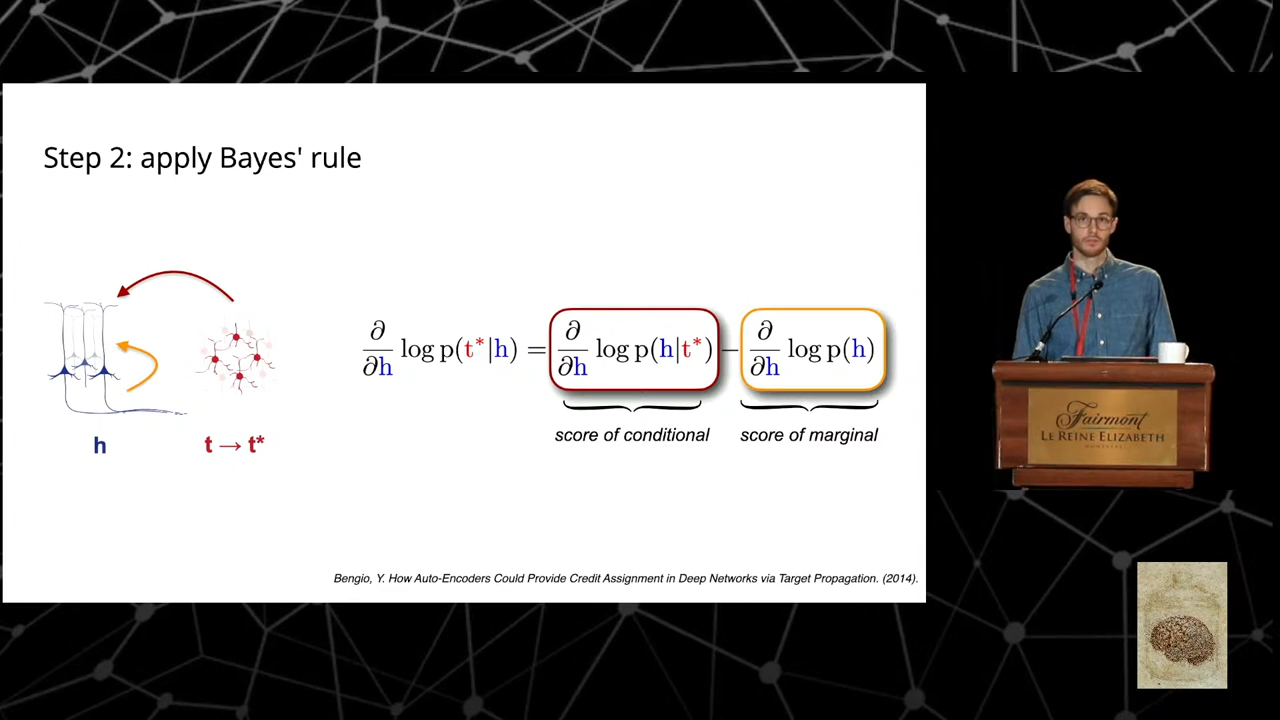 Step 2: apply Bayes' rule
∂/∂h log p(t*|h) = ∂/∂h log p(h|t*) − ∂/∂h log p(h)
score of conditional score of marginal
h t → t*
Bengio, Y. How Auto-Encoders Could Provide Credit Assignment in Deep Networks via Target Propagation. (2014).
Fairmont
LE REINE ELIZABETH